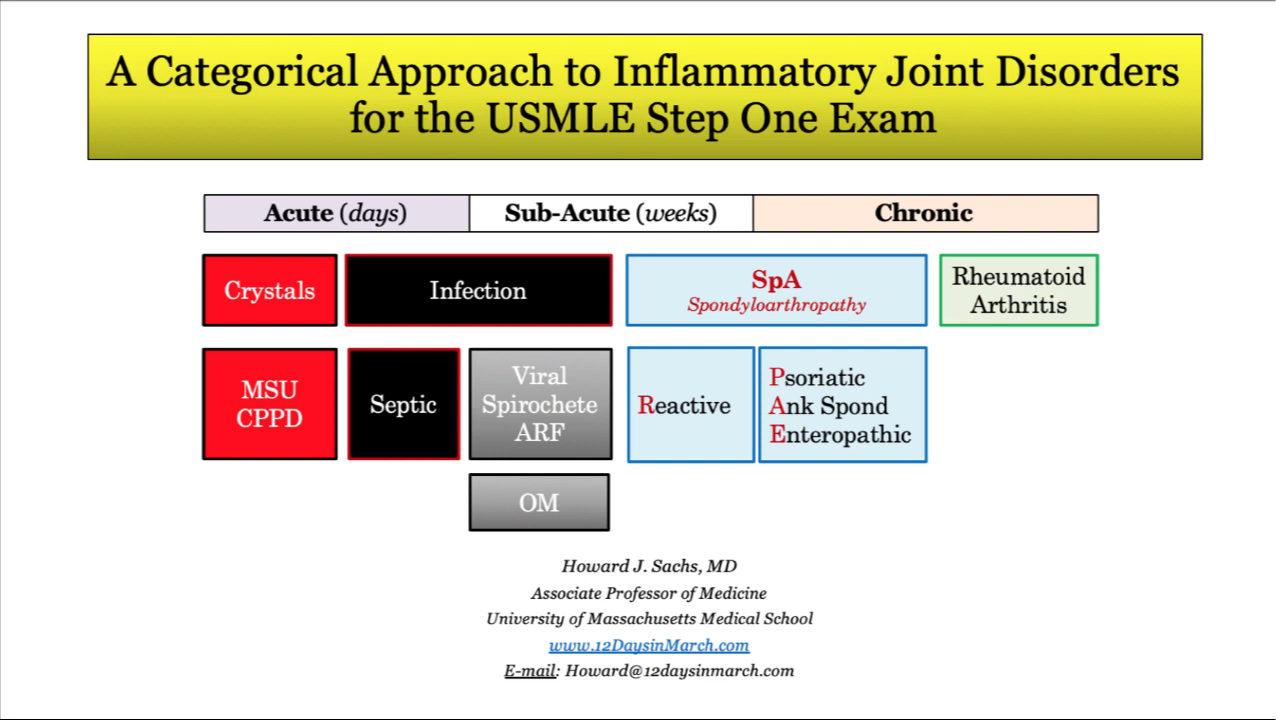 A Categorical Approach to Inflammatory Joint Disorders
for the USMLE Step One Exam
Acute (days)
Sub-Acute (weeks)
Chronic
Crystals
Infection
SpA
Spondyloarthropathy
Rheumatoid
Arthritis
MSU
CPPD
Septic
Viral
Spirochete
ARF
Reactive
Psoriatic
Ank Spond
Enteropathic
OM
Howard J. Sachs, MD
Associate Professor of Medicine
University of Massachusetts Medical School
www.12DaysinMarch.com
E-mail: Howard@12daysinmarch.com